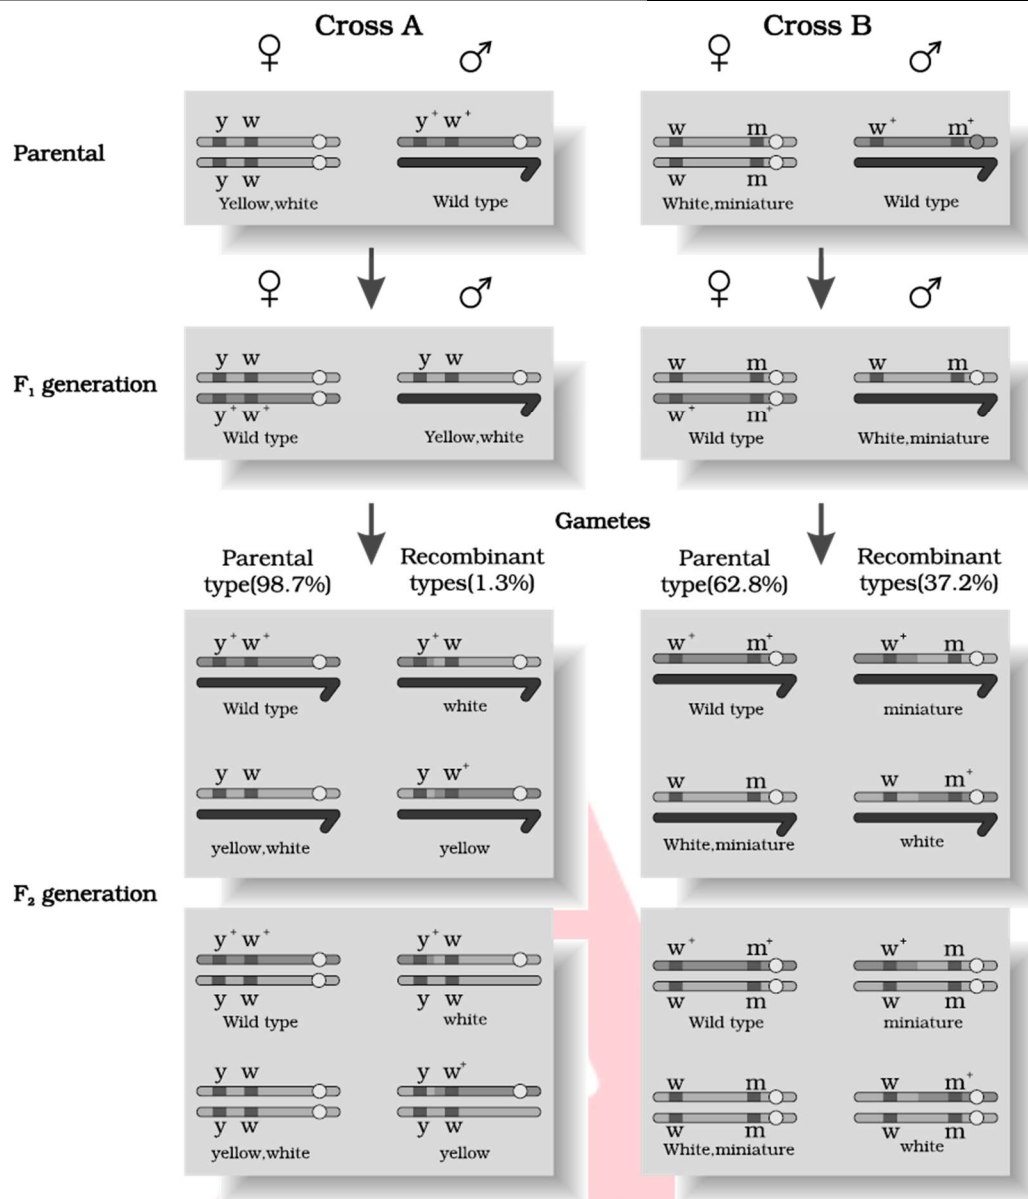 Cross A
Cross B
♀ ♂ ♀ ♂
Parental
y w y⁺ w⁺
y w
Yellow,white Wild type
w m w⁺ m⁺
w m
White,miniature Wild type
♀ ♂ ♀ ♂
F₁ generation
y w y w
y⁺ w⁺
Wild type Yellow,white
w m w m
w⁺ m⁺
Wild type White,miniature
Gametes
Parental
type(98.7%)
Recombinant
types(1.3%)
Parental
type(62.8%)
Recombinant
types(37.2%)
F₂ generation
y⁺ w⁺ y⁺ w
Wild type white
y w y w⁺
yellow,white yellow
w⁺ m⁺ w⁺ m
Wild type miniature
w m w m⁺
White,miniature white
y⁺ w⁺ y⁺ w
y w y w
Wild type white
y w y w⁺
y w y w
yellow,white yellow
w⁺ m⁺ w⁺ m
w m w m
Wild type miniature
w m w m⁺
w m w m
White,miniature white